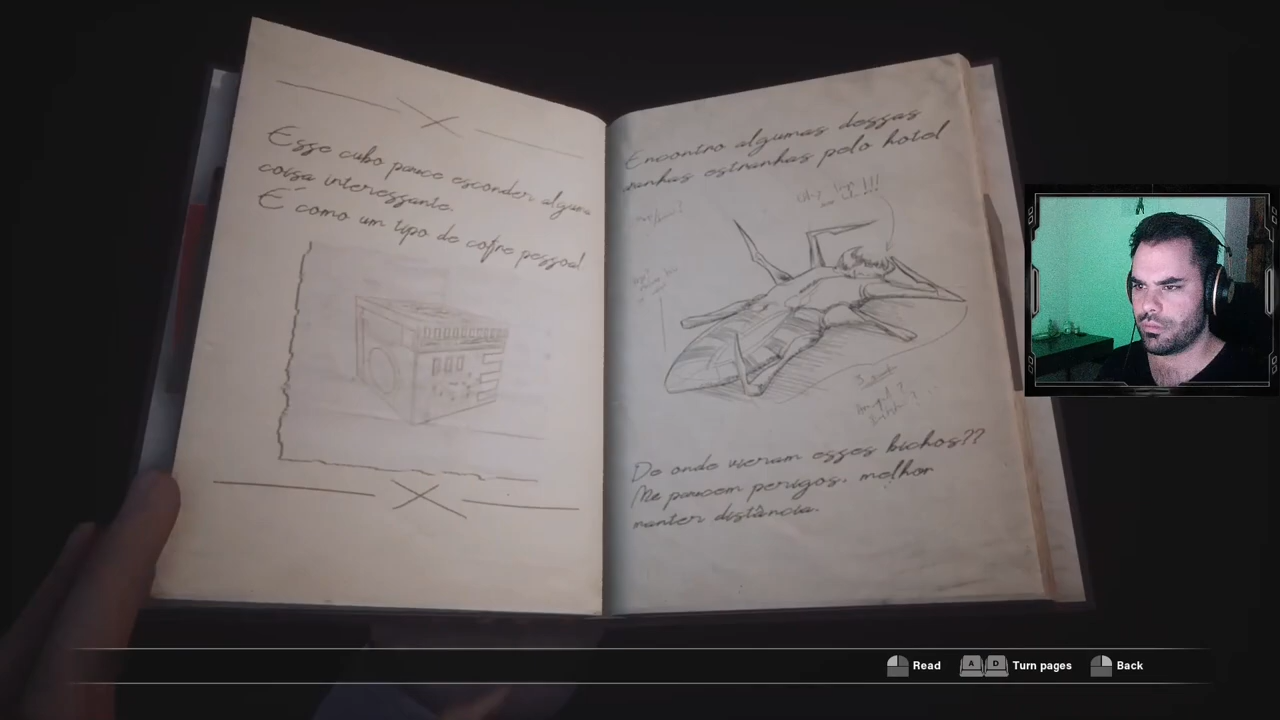 Esse cubo parece esconder alguma
coisa interessante.
É como um tipo de cofre pessoal
Encontro algumas dessas
aranhas estranhas pelo hotel
De onde vieram esses bichos??
Me parecem perigos, melhor
manter distância.
Read
A
D
Turn pages
Back